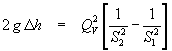 2 g Δh = Q_v^2 [ 1/S_2^2 − 1/S_1^2 ]